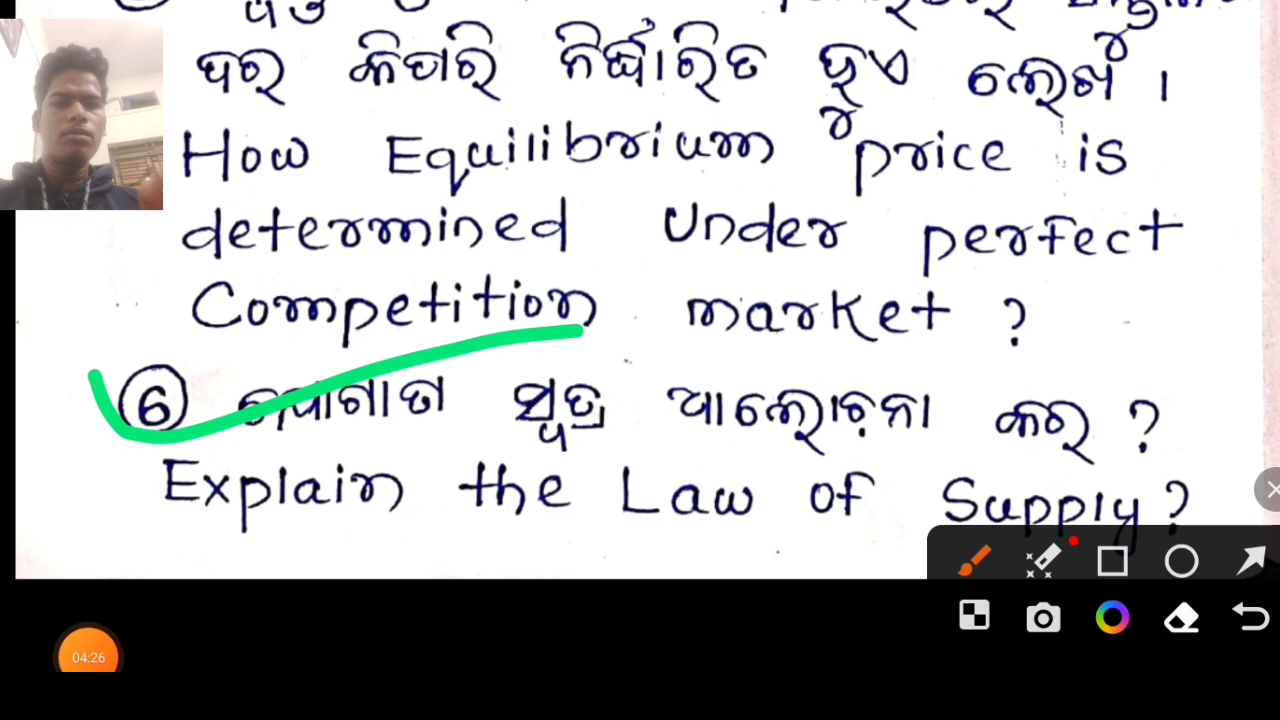 ଦର କିପରି ନିର୍ଦ୍ଧାରିତ ହୁଏ ଲେଖ ।
How Equilibrium price is
determined Under perfect
Competition market ?
6 ଯୋଗାଣ ସୂତ୍ର ଆଲୋଚନା କର ?
Explain the Law of Supply?
04:26